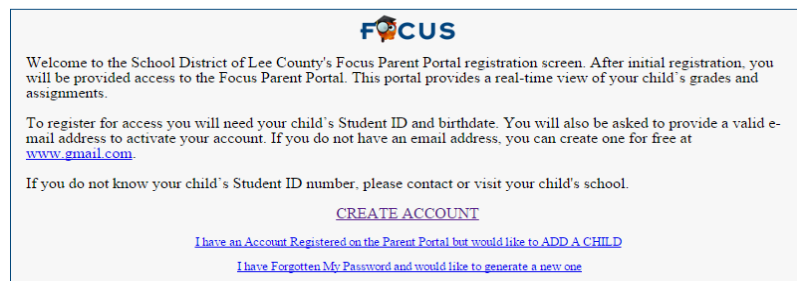 FOCUS
Welcome to the School District of Lee County's Focus Parent Portal registration screen. After initial registration, you
will be provided access to the Focus Parent Portal. This portal provides a real-time view of your child's grades and
assignments.
To register for access you will need your child's Student ID and birthdate. You will also be asked to provide a valid e-
mail address to activate your account. If you do not have an email address, you can create one for free at
www.gmail.com.
If you do not know your child's Student ID number, please contact or visit your child's school.
CREATE ACCOUNT
I have an Account Registered on the Parent Portal but would like to ADD A CHILD
I have Forgotten My Password and would like to generate a new one